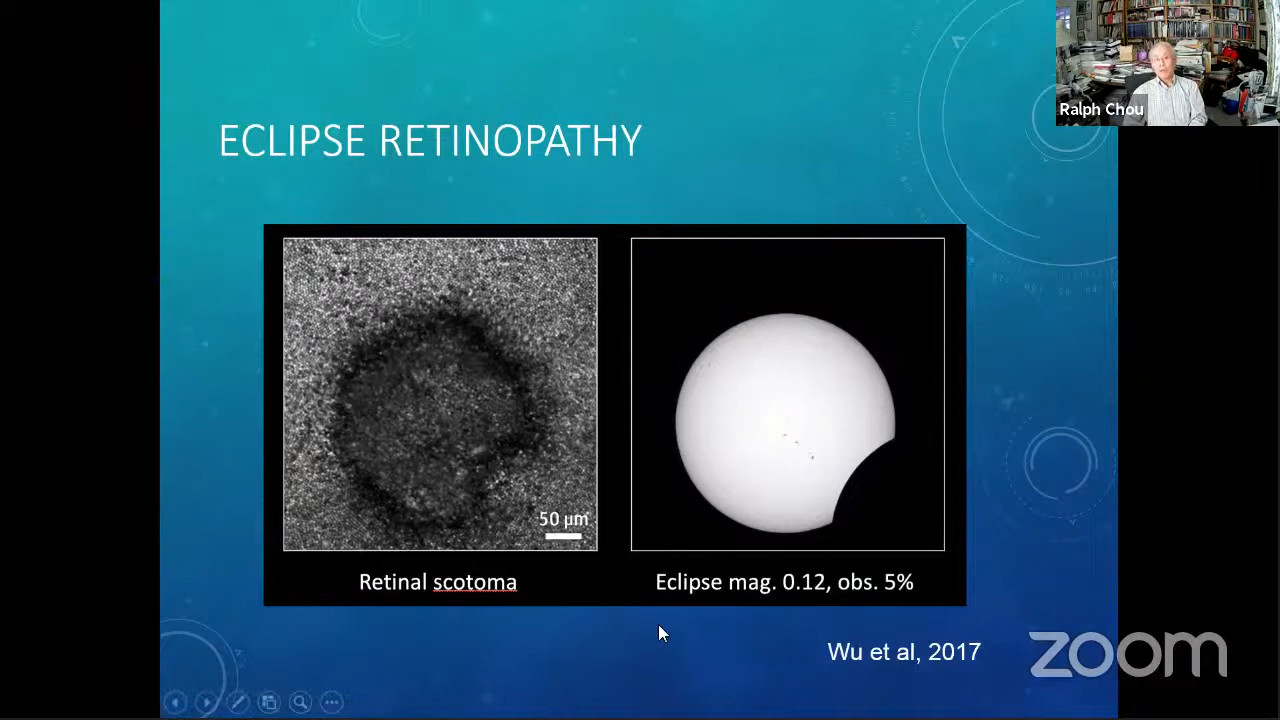 Ralph Chou
ECLIPSE RETINOPATHY
50 µm
Retinal scotoma
Eclipse mag. 0.12, obs. 5%
Wu et al, 2017
zoom